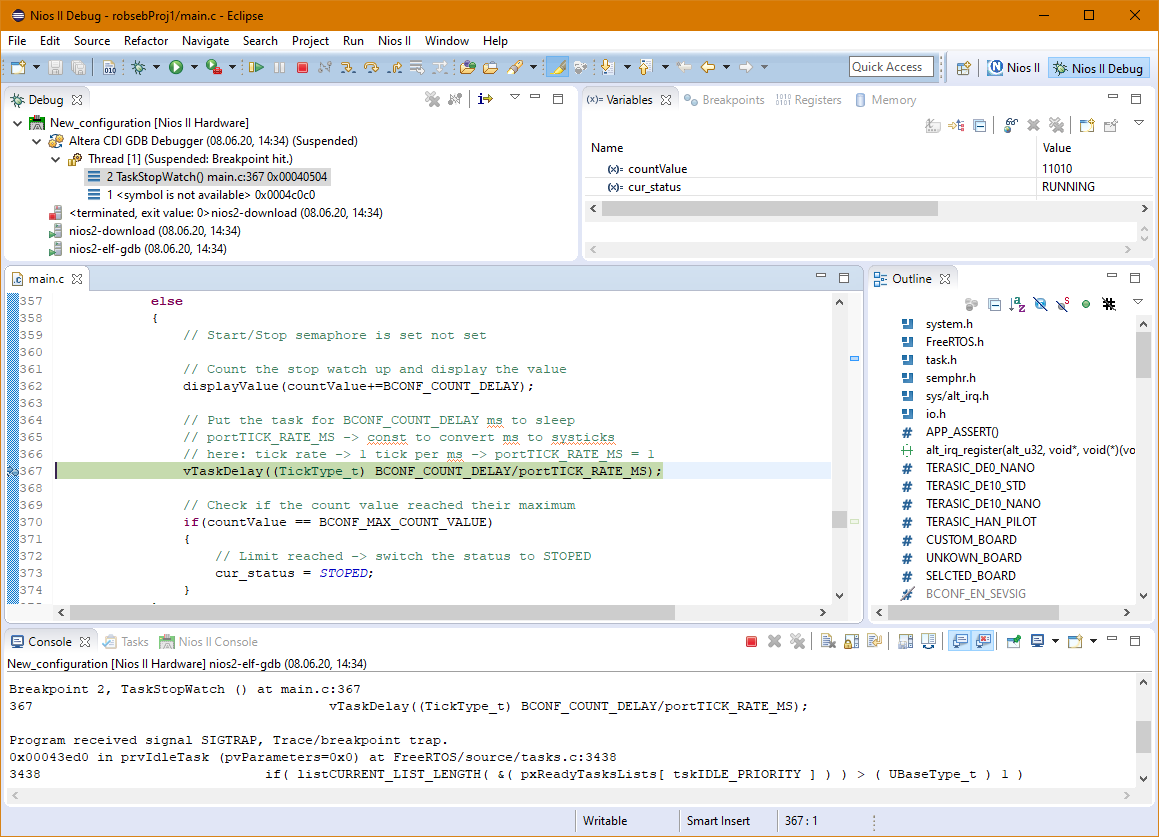 Nios II Debug - robsebProj1/main.c - Eclipse
File Edit Source Refactor Navigate Search Project Run Nios II Window Help
Quick Access Nios II Nios II Debug
Debug
New_configuration [Nios II Hardware]
Altera CDI GDB Debugger (08.06.20, 14:34) (Suspended)
Thread [1] (Suspended: Breakpoint hit.)
2 TaskStopWatch() main.c:367 0x00040504
1 <symbol is not available> 0x0004c0c0
<terminated, exit value: 0>nios2-download (08.06.20, 14:34)
nios2-download (08.06.20, 14:34)
nios2-elf-gdb (08.06.20, 14:34)
(x)= Variables Breakpoints Registers Memory
Name Value
(x)= countValue 11010
(x)= cur_status RUNNING
main.c
357 else
358 {
359 // Start/Stop semaphore is set not set
360
361 // Count the stop watch up and display the value
362 displayValue(countValue+=BCONF_COUNT_DELAY);
363
364 // Put the task for BCONF_COUNT_DELAY ms to sleep
365 // portTICK_RATE_MS -> const to convert ms to systicks
366 // here: tick rate -> 1 tick per ms -> portTICK_RATE_MS = 1
367 vTaskDelay((TickType_t) BCONF_COUNT_DELAY/portTICK_RATE_MS);
368
369 // Check if the count value reached their maximum
370 if(countValue == BCONF_MAX_COUNT_VALUE)
371 {
372 // Limit reached -> switch the status to STOPED
373 cur_status = STOPED;
374 }
Outline
system.h
FreeRTOS.h
task.h
semphr.h
sys/alt_irq.h
io.h
APP_ASSERT()
alt_irq_register(alt_u32, void*, void(*)(vo
TERASIC_DE0_NANO
TERASIC_DE10_STD
TERASIC_DE10_NANO
TERASIC_HAN_PILOT
CUSTOM_BOARD
UNKOWN_BOARD
SELCTED_BOARD
BCONF_EN_SEVSIG
Console Tasks Nios II Console
New_configuration [Nios II Hardware] nios2-elf-gdb (08.06.20, 14:34)
Breakpoint 2, TaskStopWatch () at main.c:367
367 vTaskDelay((TickType_t) BCONF_COUNT_DELAY/portTICK_RATE_MS);
Program received signal SIGTRAP, Trace/breakpoint trap.
0x00043ed0 in prvIdleTask (pvParameters=0x0) at FreeRTOS/source/tasks.c:3438
3438 if( listCURRENT_LIST_LENGTH( &( pxReadyTasksLists[ tskIDLE_PRIORITY ] ) ) > ( UBaseType_t ) 1 )
Writable Smart Insert 367 : 1